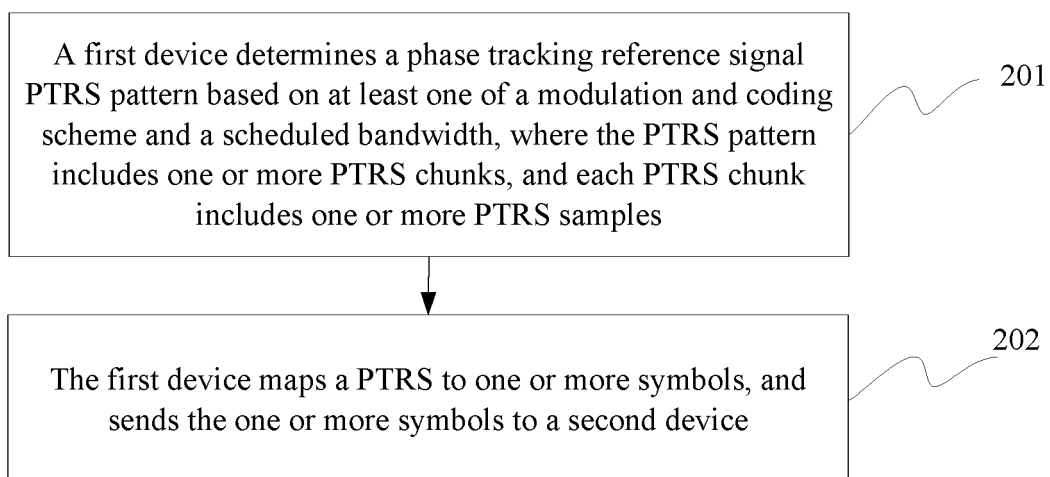 A first device determines a phase tracking reference signal
PTRS pattern based on at least one of a modulation and coding
scheme and a scheduled bandwidth, where the PTRS pattern
includes one or more PTRS chunks, and each PTRS chunk
includes one or more PTRS samples
201
The first device maps a PTRS to one or more symbols, and
sends the one or more symbols to a second device
202